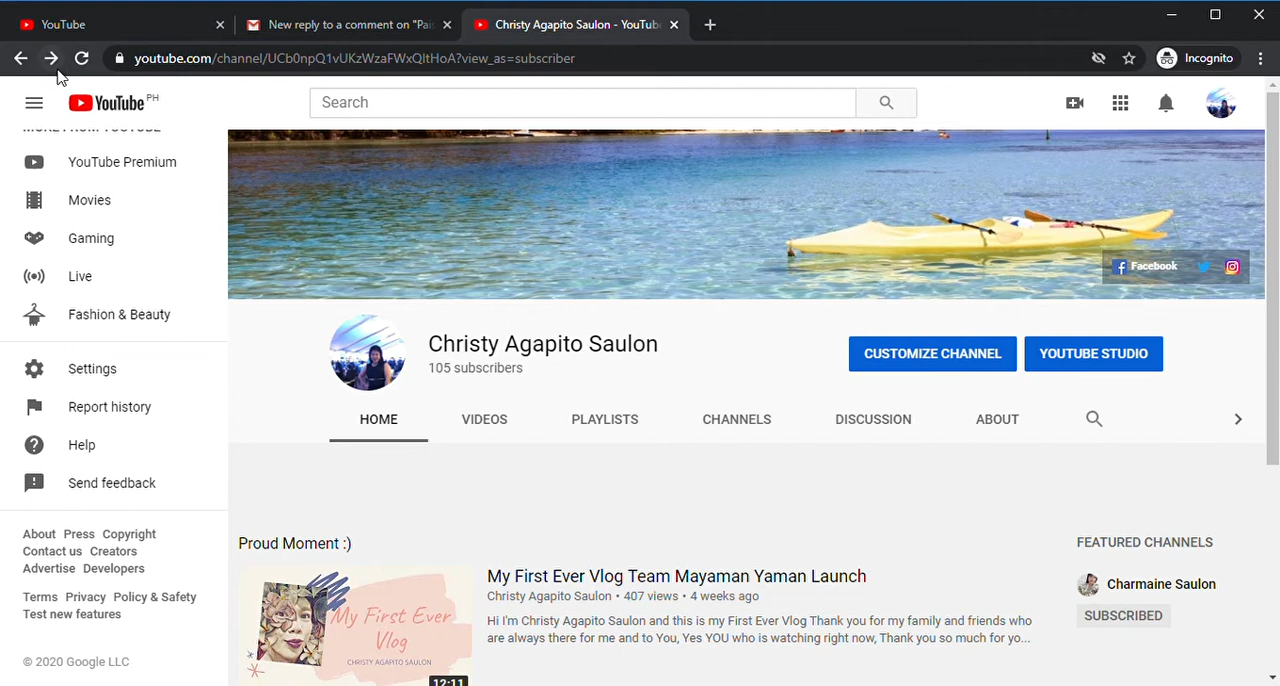 YouTube
New reply to a comment on "Pai
Christy Agapito Saulon - YouTube
youtube.com/channel/UCb0npQ1vUKzWzaFWxQltHoA?view_as=subscriber
Incognito
YouTube PH
Search
MORE FROM YOUTUBE
YouTube Premium
Movies
Gaming
Live
Fashion & Beauty
Settings
Report history
Help
Send feedback
About Press Copyright
Contact us Creators
Advertise Developers
Terms Privacy Policy & Safety
Test new features
© 2020 Google LLC
Facebook
Christy Agapito Saulon
105 subscribers
CUSTOMIZE CHANNEL
YOUTUBE STUDIO
HOME VIDEOS PLAYLISTS CHANNELS DISCUSSION ABOUT
Proud Moment :)
My First Ever
Vlog
CHRISTY AGAPITO SAULON
12:11
My First Ever Vlog Team Mayaman Yaman Launch
Christy Agapito Saulon • 407 views • 4 weeks ago
Hi I'm Christy Agapito Saulon and this is my First Ever Vlog Thank you for my family and friends who
are always there for me and to You, Yes YOU who is watching right now, Thank you so much for yo...
FEATURED CHANNELS
Charmaine Saulon
SUBSCRIBED